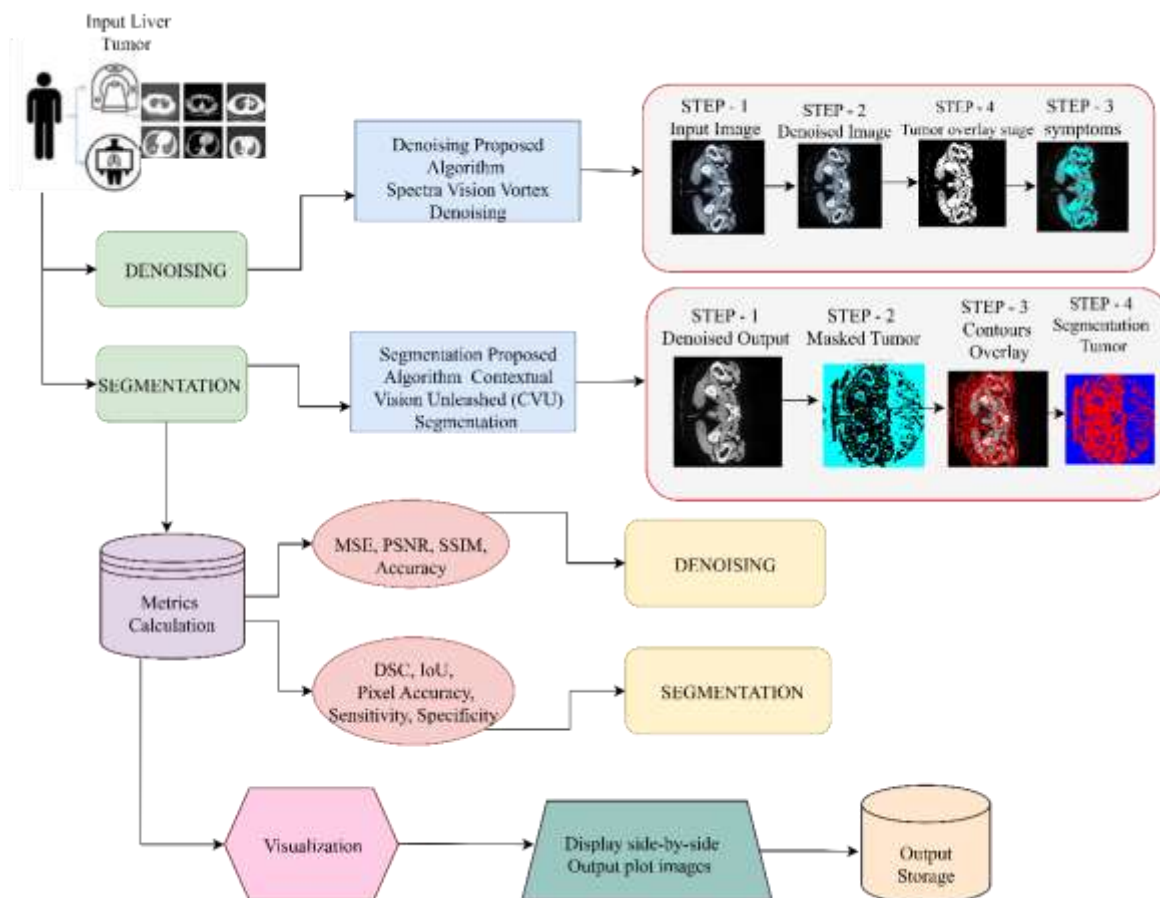 Input Liver
Tumor
Denoising Proposed
Algorithm
Spectra Vision Vortex
Denoising
STEP - 1
Input Image
STEP - 2
Denoised Image
STEP - 4
Tumor overlay stage
STEP - 3
symptoms
DENOISING
SEGMENTATION
Segmentation Proposed
Algorithm Contextual
Vision Unleashed (CVU)
Segmentation
STEP - 1
Denoised Output
STEP - 2
Masked Tumor
STEP - 3
Contours
Overlay
STEP - 4
Segmentation
Tumor
Metrics
Calculation
MSE, PSNR, SSIM,
Accuracy
DENOISING
DSC, IoU,
Pixel Accuracy,
Sensitivity, Specificity
SEGMENTATION
Visualization
Display side-by-side
Output plot images
Output
Storage